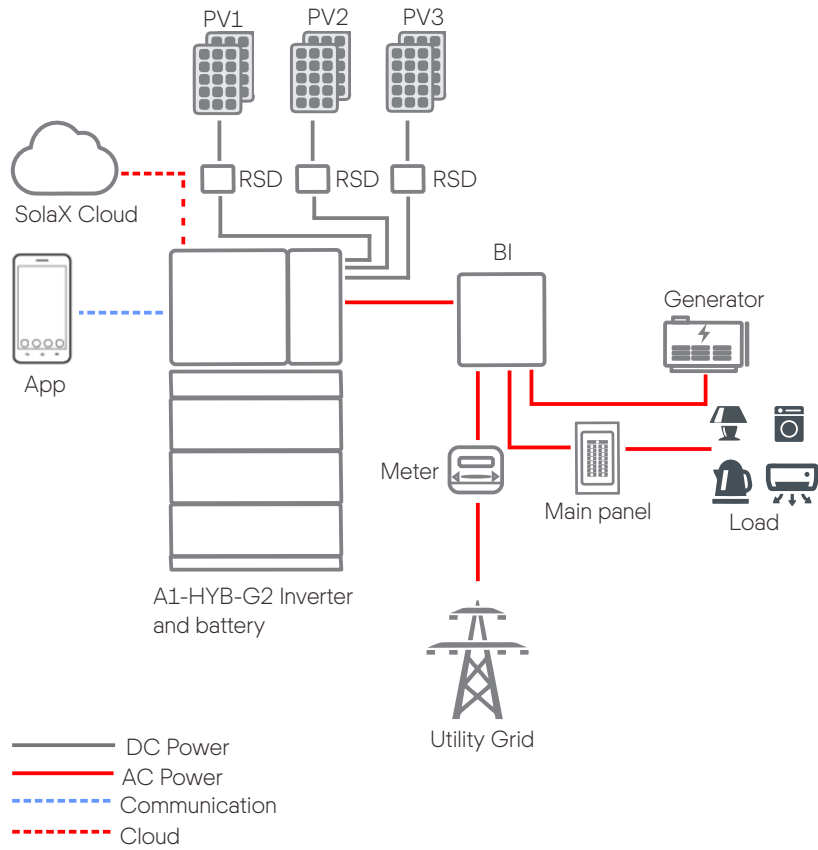 PV1
PV2
PV3
RSD
RSD
RSD
SolaX Cloud
BI
Generator
App
Meter
Main panel
Load
A1-HYB-G2 Inverter
and battery
Utility Grid
DC Power
AC Power
Communication
Cloud